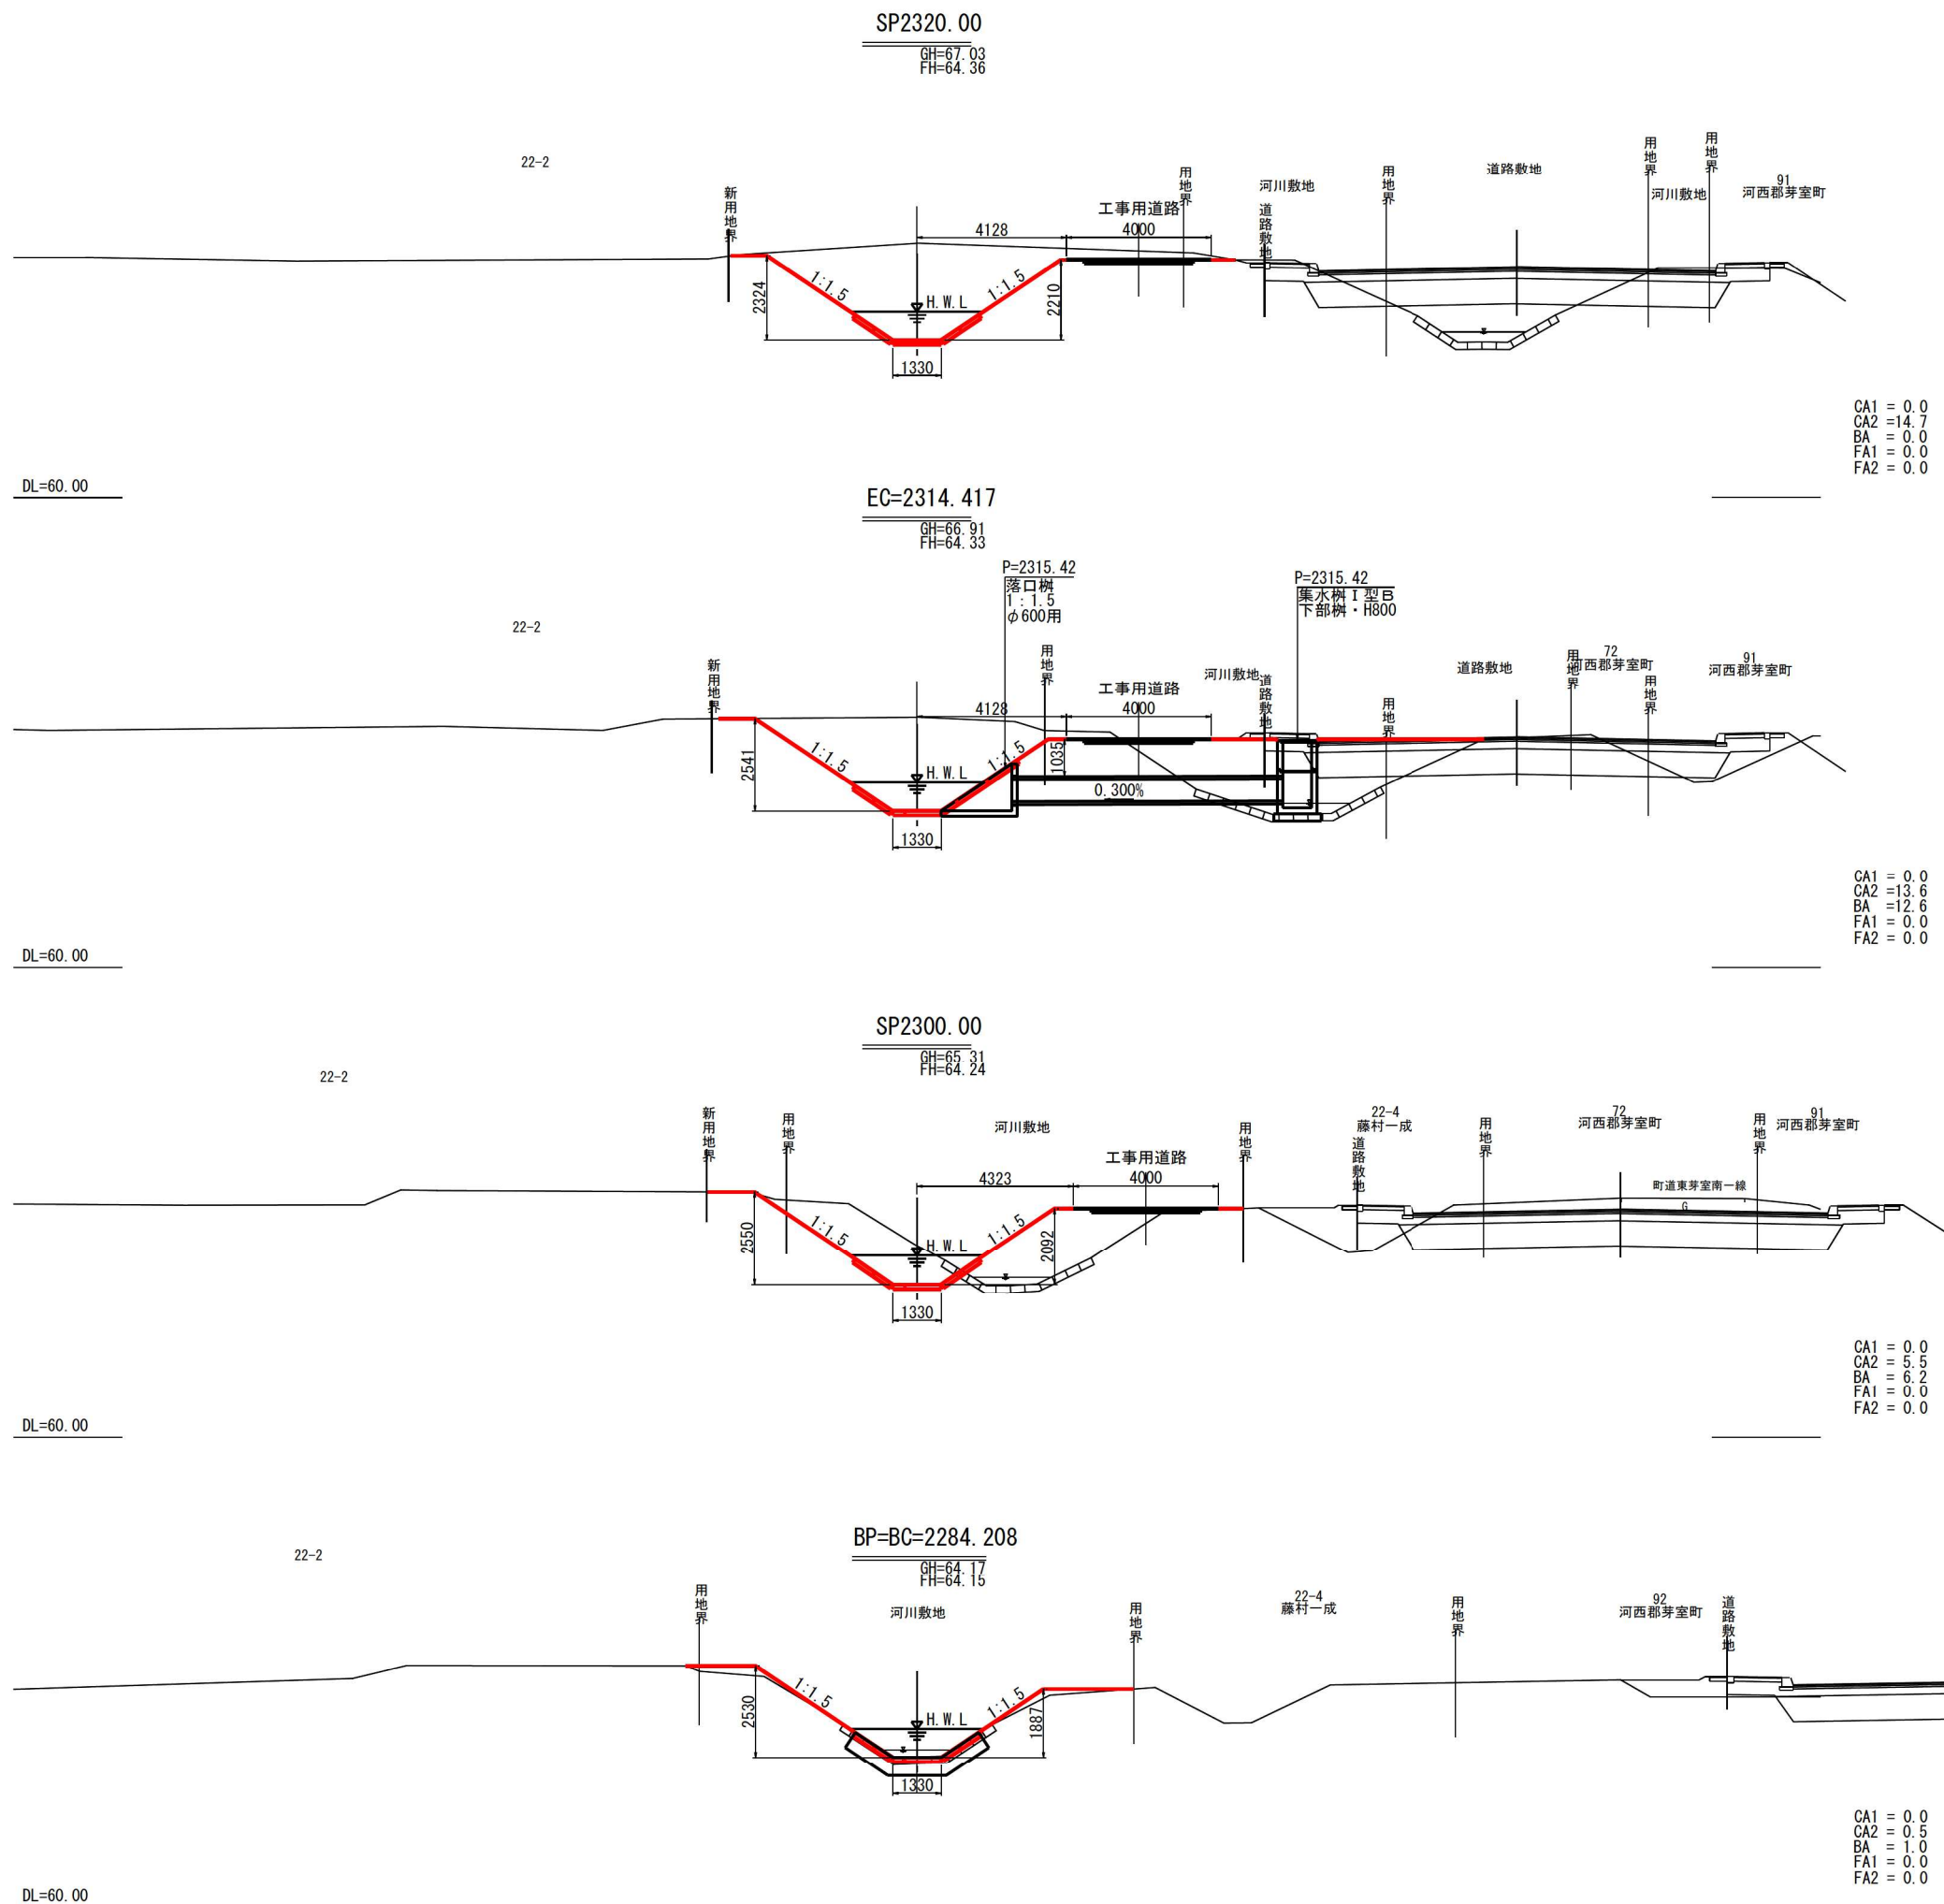 SP2320.00
GH=67.03
FH=64.36
22-2
新用地界
4128
工事用道路
4000
用地界
河川敷地
道路敷地
用地界
道路敷地
用地界
河川敷地
用地界
91
河西郡芽室町
2324
1:1.5
H.W.L
1:1.5
2210
1330
CA1 = 0.0
CA2 =14.7
BA = 0.0
FA1 = 0.0
FA2 = 0.0
DL=60.00
EC=2314.417
GH=66.91
FH=64.33
P=2315.42
落口桝
1:1.5
φ600用
P=2315.42
集水桝Ⅰ型B
下部桝・H800
22-2
新用地界
4128
用地界
工事用道路
4000
河川敷地
道路敷地
用地界
道路敷地
用地界
72
河西郡芽室町
用地界
91
河西郡芽室町
2541
1:1.5
H.W.L
1:1.5
1035
0.300%
1330
CA1 = 0.0
CA2 =13.6
BA =12.6
FA1 = 0.0
FA2 = 0.0
DL=60.00
SP2300.00
GH=65.31
FH=64.24
22-2
新用地界
用地界
河川敷地
4323
工事用道路
4000
用地界
22-4
藤村一成
道路敷地
用地界
72
河西郡芽室町
町道東芽室南一線
G
用地界
91
河西郡芽室町
2550
1:1.5
H.W.L
1:1.5
2092
1330
CA1 = 0.0
CA2 = 5.5
BA = 6.2
FA1 = 0.0
FA2 = 0.0
DL=60.00
BP=BC=2284.208
GH=64.17
FH=64.15
22-2
用地界
河川敷地
用地界
22-4
藤村一成
用地界
92
河西郡芽室町
道路敷地
2530
1:1.5
H.W.L
1:1.5
1887
1330
CA1 = 0.0
CA2 = 0.5
BA = 1.0
FA1 = 0.0
FA2 = 0.0
DL=60.00